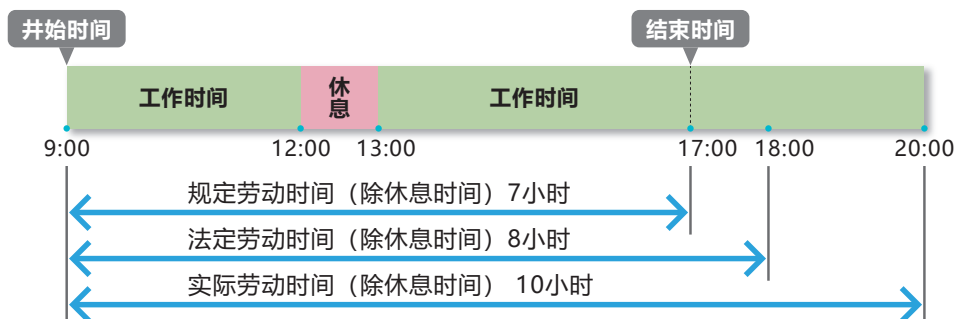 井始时间
结束时间
工作时间
休息
工作时间
9:00
12:00
13:00
17:00
18:00
20:00
规定劳动时间（除休息时间）7小时
法定劳动时间（除休息时间）8小时
实际劳动时间（除休息时间） 10小时